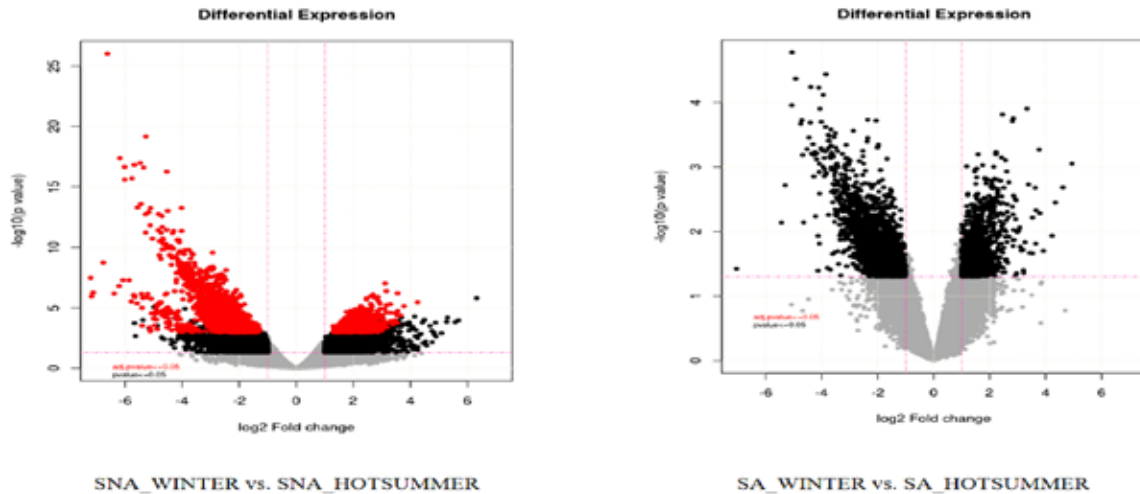 Differential Expression
-log10(p value)
25
20
15
10
5
0
adj.pvalue<=0.05
pvalue<=0.05
-6 -4 -2 0 2 4 6
log2 Fold change
SNA_WINTER vs. SNA_HOTSUMMER
Differential Expression
-log10(p value)
4
3
2
1
0
adj.pvalue<=0.05
pvalue<=0.05
-6 -4 -2 0 2 4 6
log2 Fold change
SA_WINTER vs. SA_HOTSUMMER